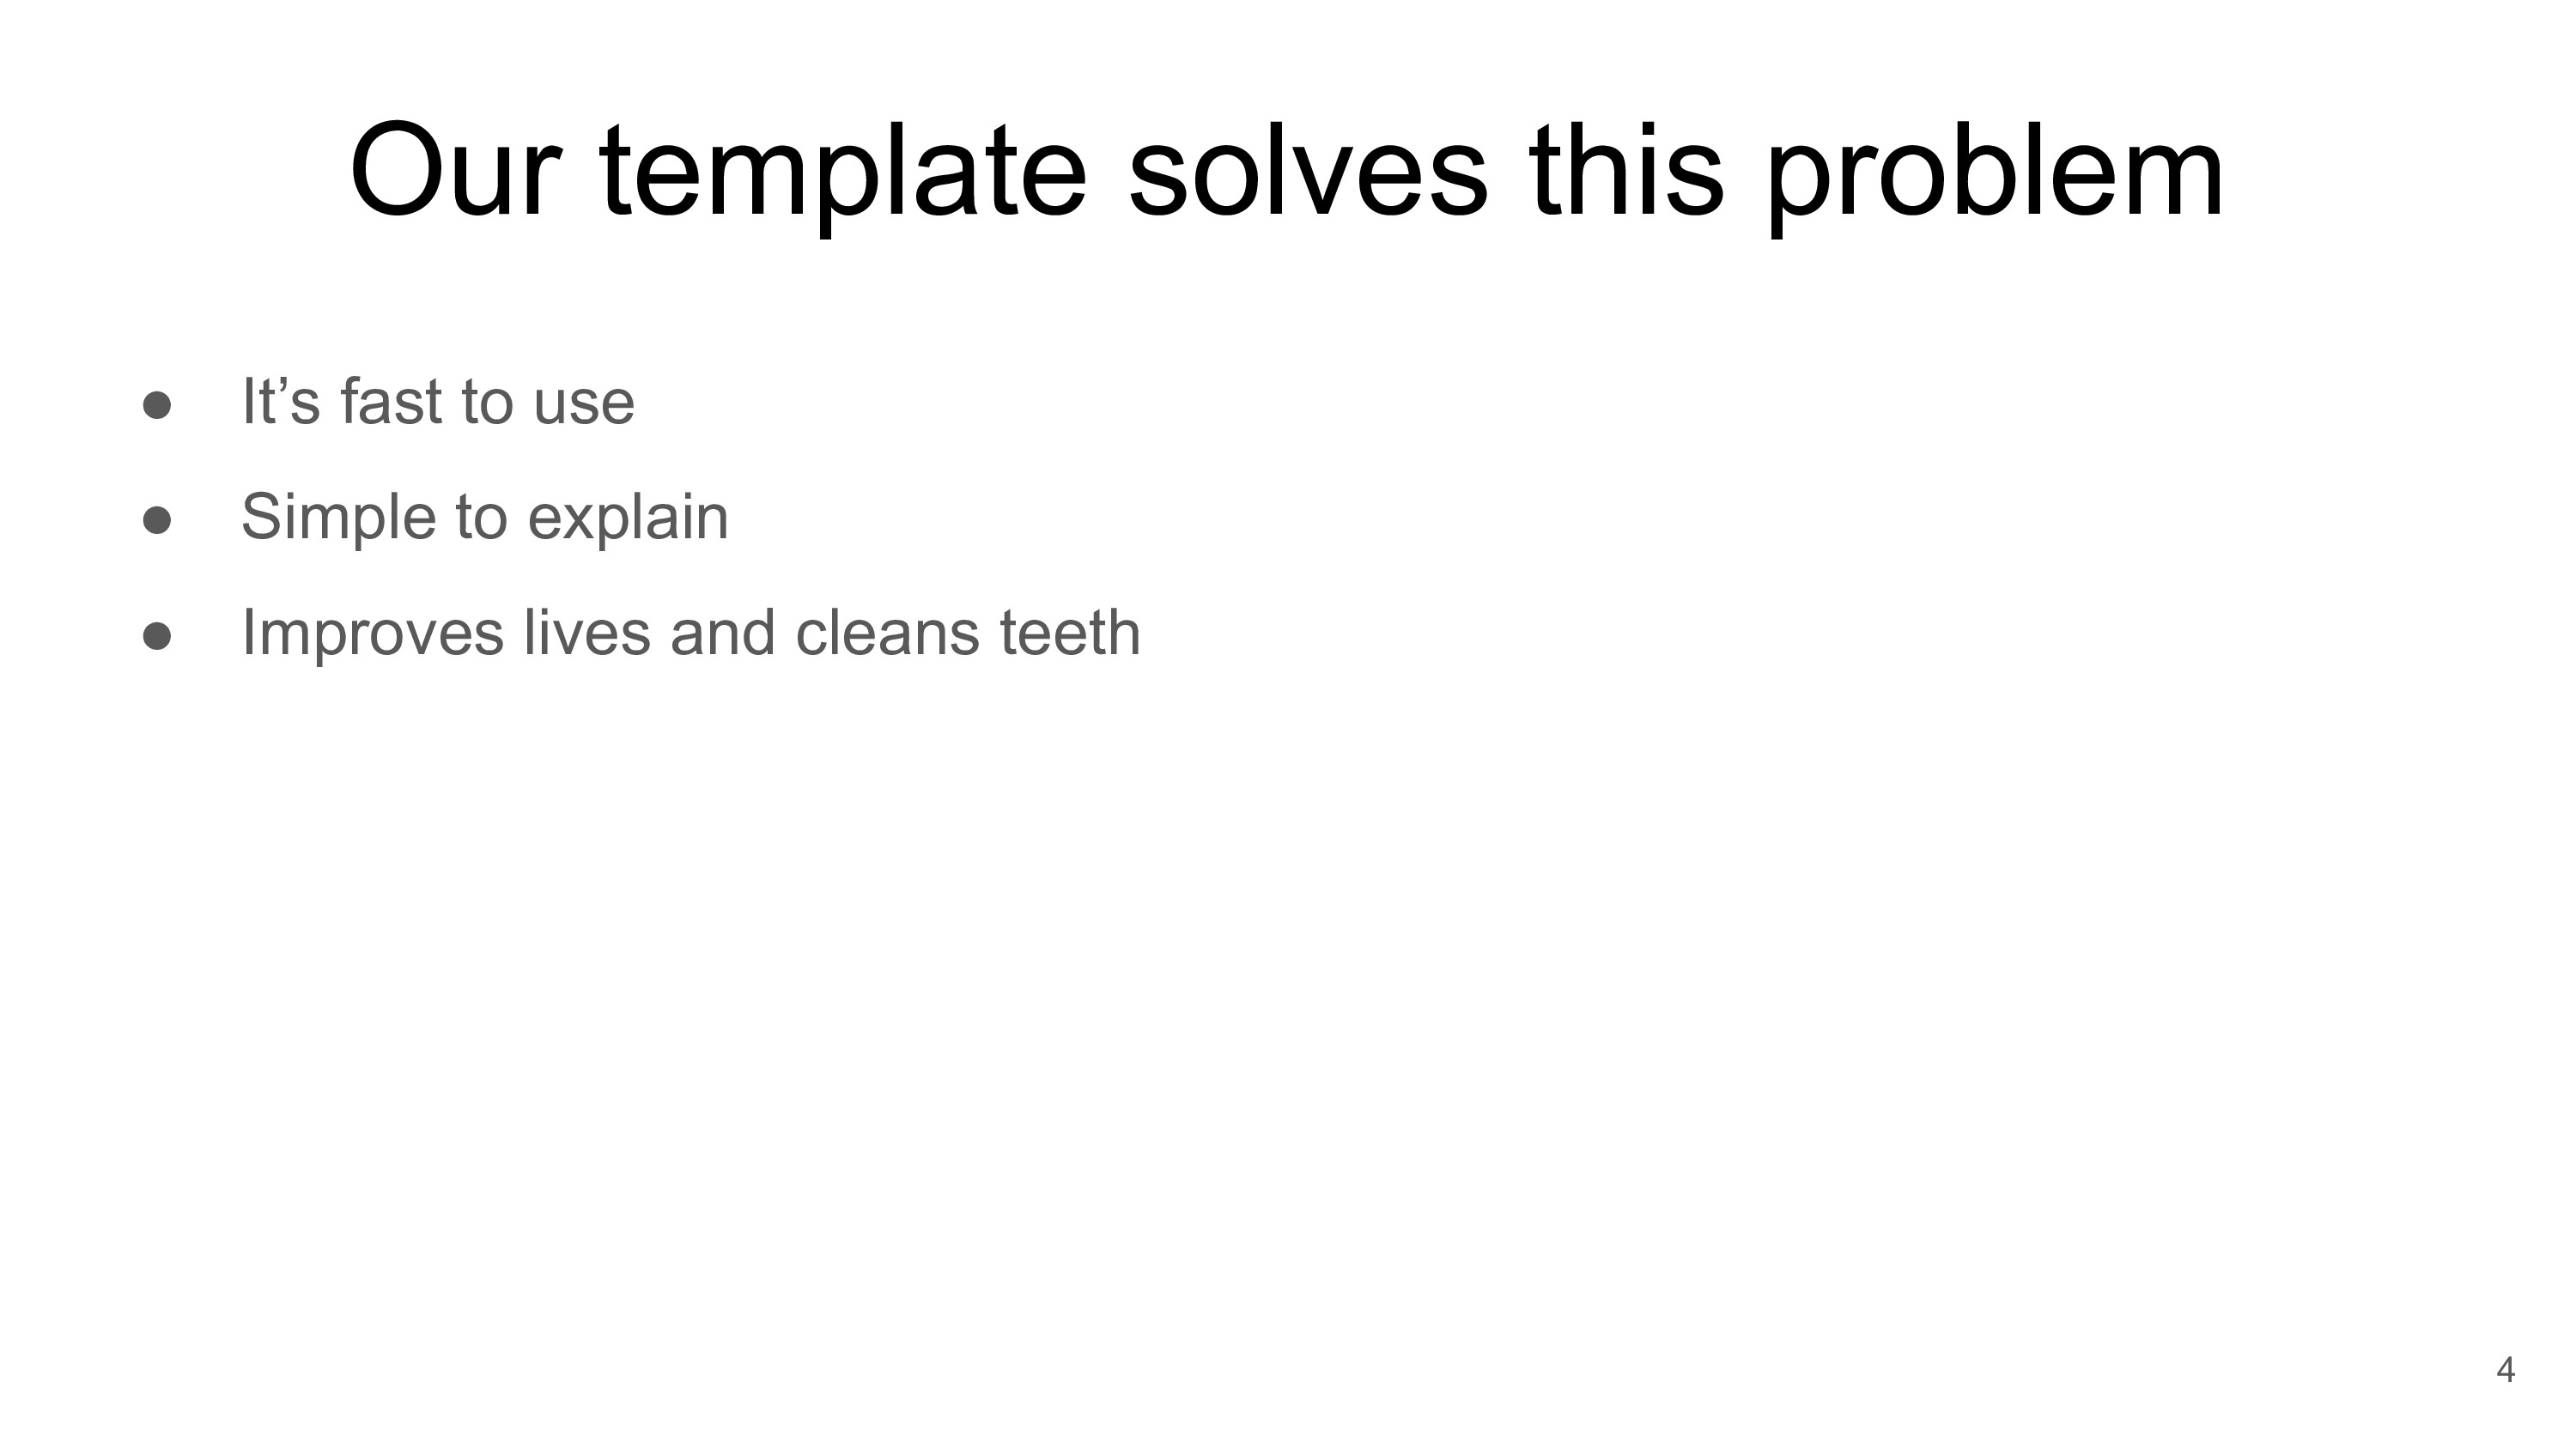 Our template solves this problem
● It’s fast to use
● Simple to explain
● Improves lives and cleans teeth
4